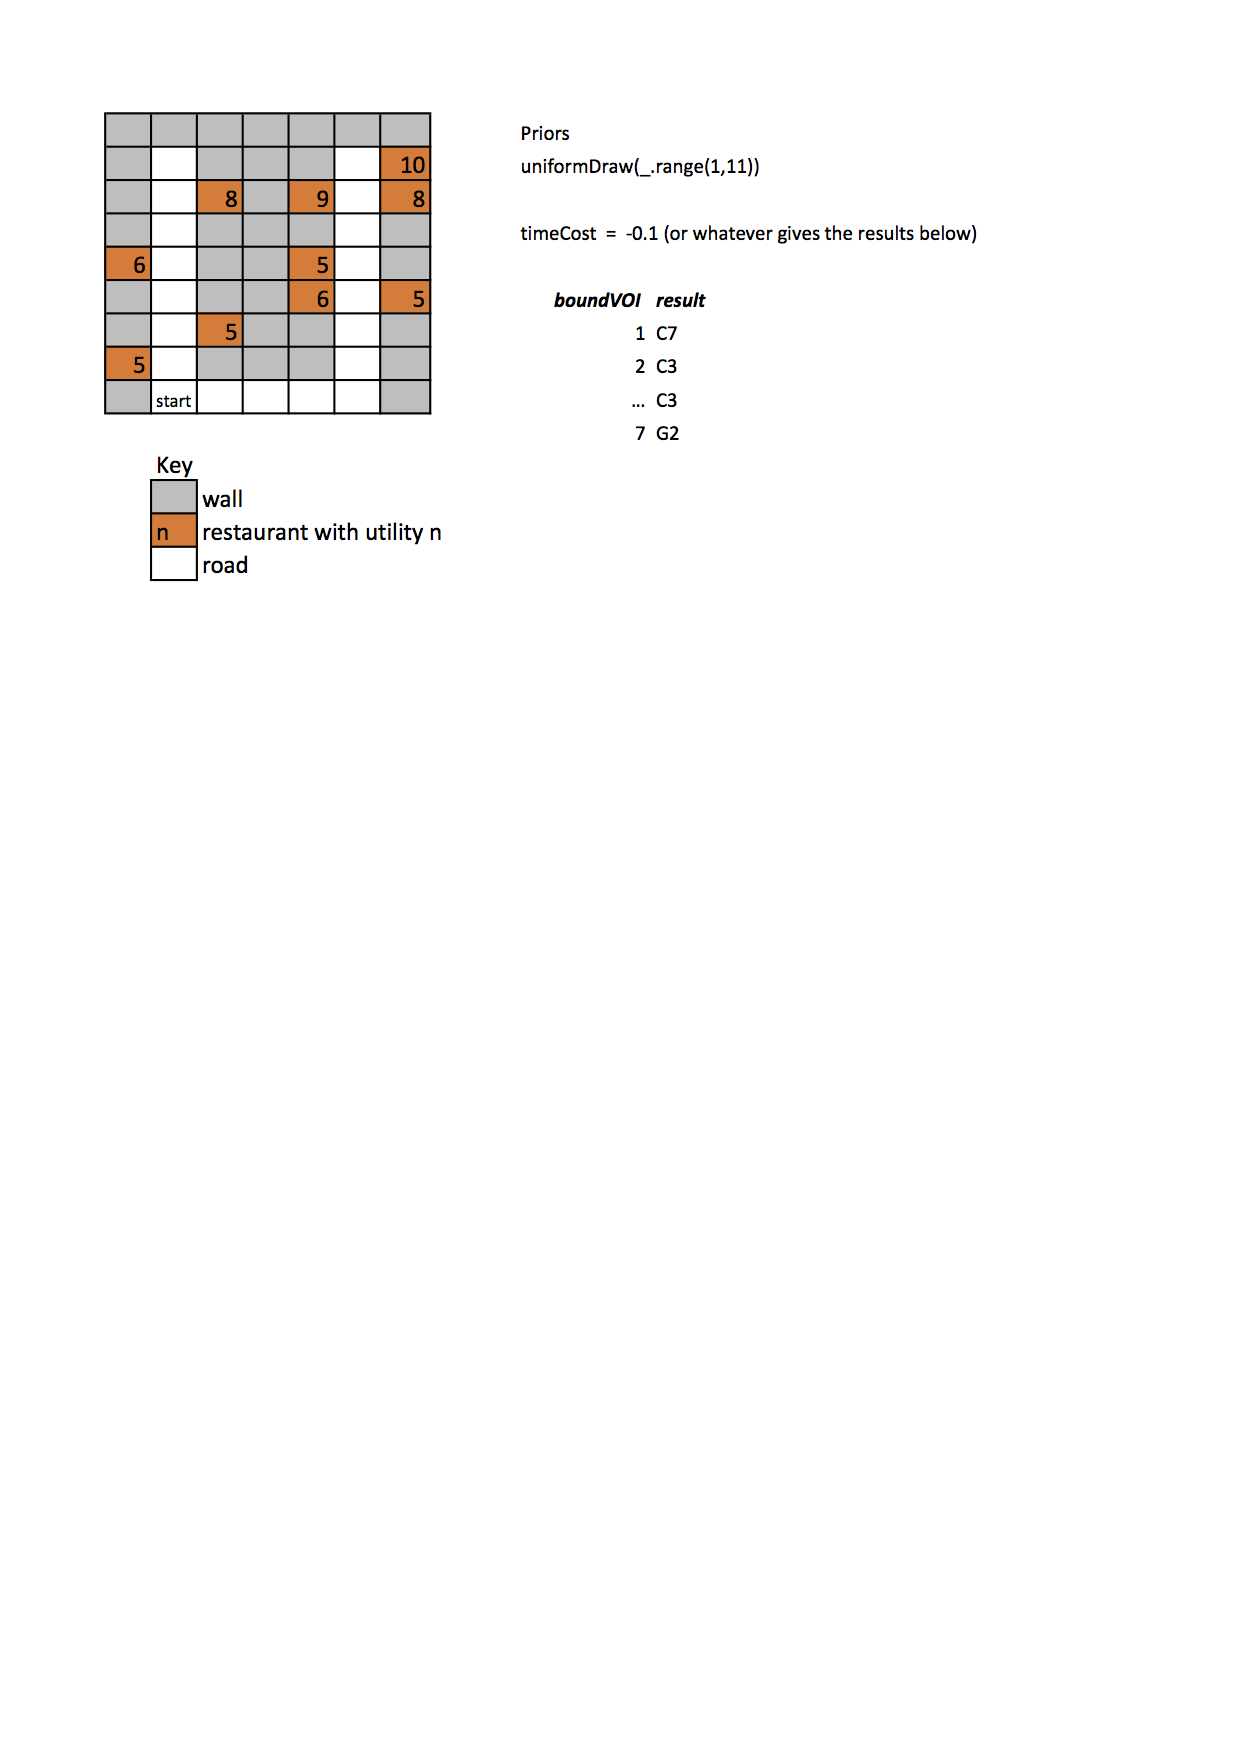 10
8 9 8
6 5
6 5
5
5
start
Key
wall
n restaurant with utility n
road
Priors
uniformDraw(_.range(1,11))
timeCost = -0.1 (or whatever gives the results below)
boundVOI result
1 C7
2 C3
... C3
7 G2